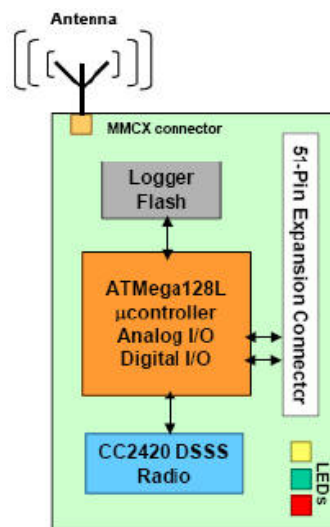 Antenna
MMCX connector
Logger
Flash
51-Pin Expansion Connector
ATMega128L
μcontroller
Analog I/O
Digital I/O
CC2420 DSSS
Radio
LEDs